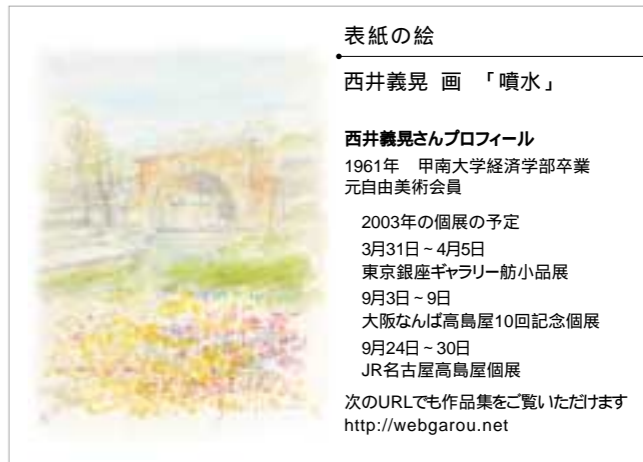 表紙の絵
西井義晃 画 「噴水」
西井義晃さんプロフィール
1961年 甲南大学経済学部卒業
元自由美術会員
2003年の個展の予定
3月31日~4月5日
東京銀座ギャラリー舫小品展
9月3日~9日
大阪なんば高島屋10回記念個展
9月24日~30日
JR名古屋高島屋個展
次のURLでも作品集をご覧いただけます
http://webgarou.net